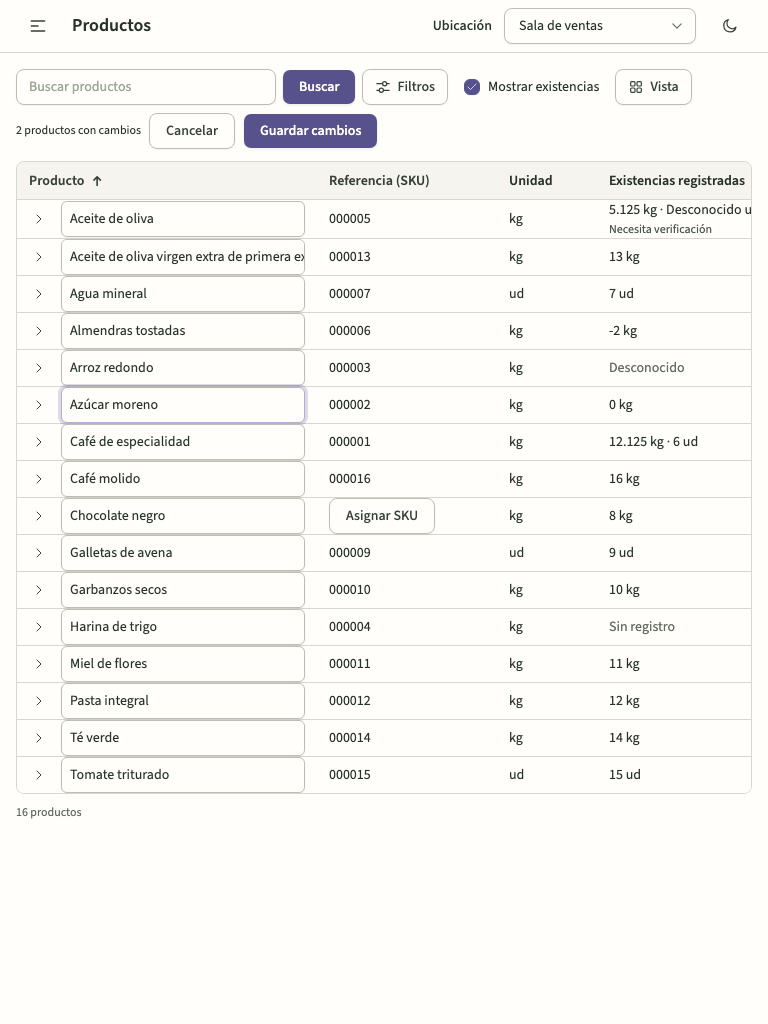 Productos
Ubicación
Sala de ventas
Buscar productos
Buscar
Filtros
Mostrar existencias
Vista
2 productos con cambios
Cancelar
Guardar cambios
Producto
Referencia (SKU)
Unidad
Existencias registradas
Aceite de oliva
000005
kg
5.125 kg · Desconocido u
Necesita verificación
Aceite de oliva virgen extra de primera ex
000013
kg
13 kg
Agua mineral
000007
ud
7 ud
Almendras tostadas
000006
kg
-2 kg
Arroz redondo
000003
kg
Desconocido
Azúcar moreno
000002
kg
0 kg
Café de especialidad
000001
kg
12.125 kg · 6 ud
Café molido
000016
kg
16 kg
Chocolate negro
Asignar SKU
kg
8 kg
Galletas de avena
000009
ud
9 ud
Garbanzos secos
000010
kg
10 kg
Harina de trigo
000004
kg
Sin registro
Miel de flores
000011
kg
11 kg
Pasta integral
000012
kg
12 kg
Té verde
000014
kg
14 kg
Tomate triturado
000015
ud
15 ud
16 productos